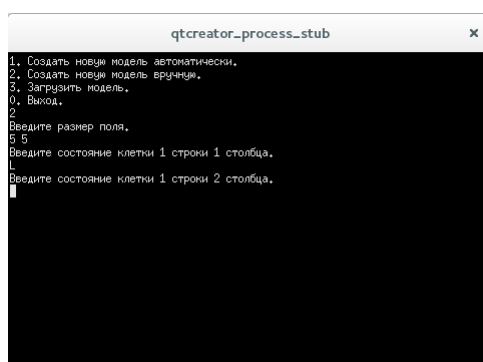 qtcreator_process_stub ×
1. Создать новую модель автоматически.
2. Создать новую модель вручную.
3. Загрузить модель.
0. Выход.
2
Введите размер поля.
5 5
Введите состояние клетки 1 строки 1 столбца.
L
Введите состояние клетки 1 строки 2 столбца.